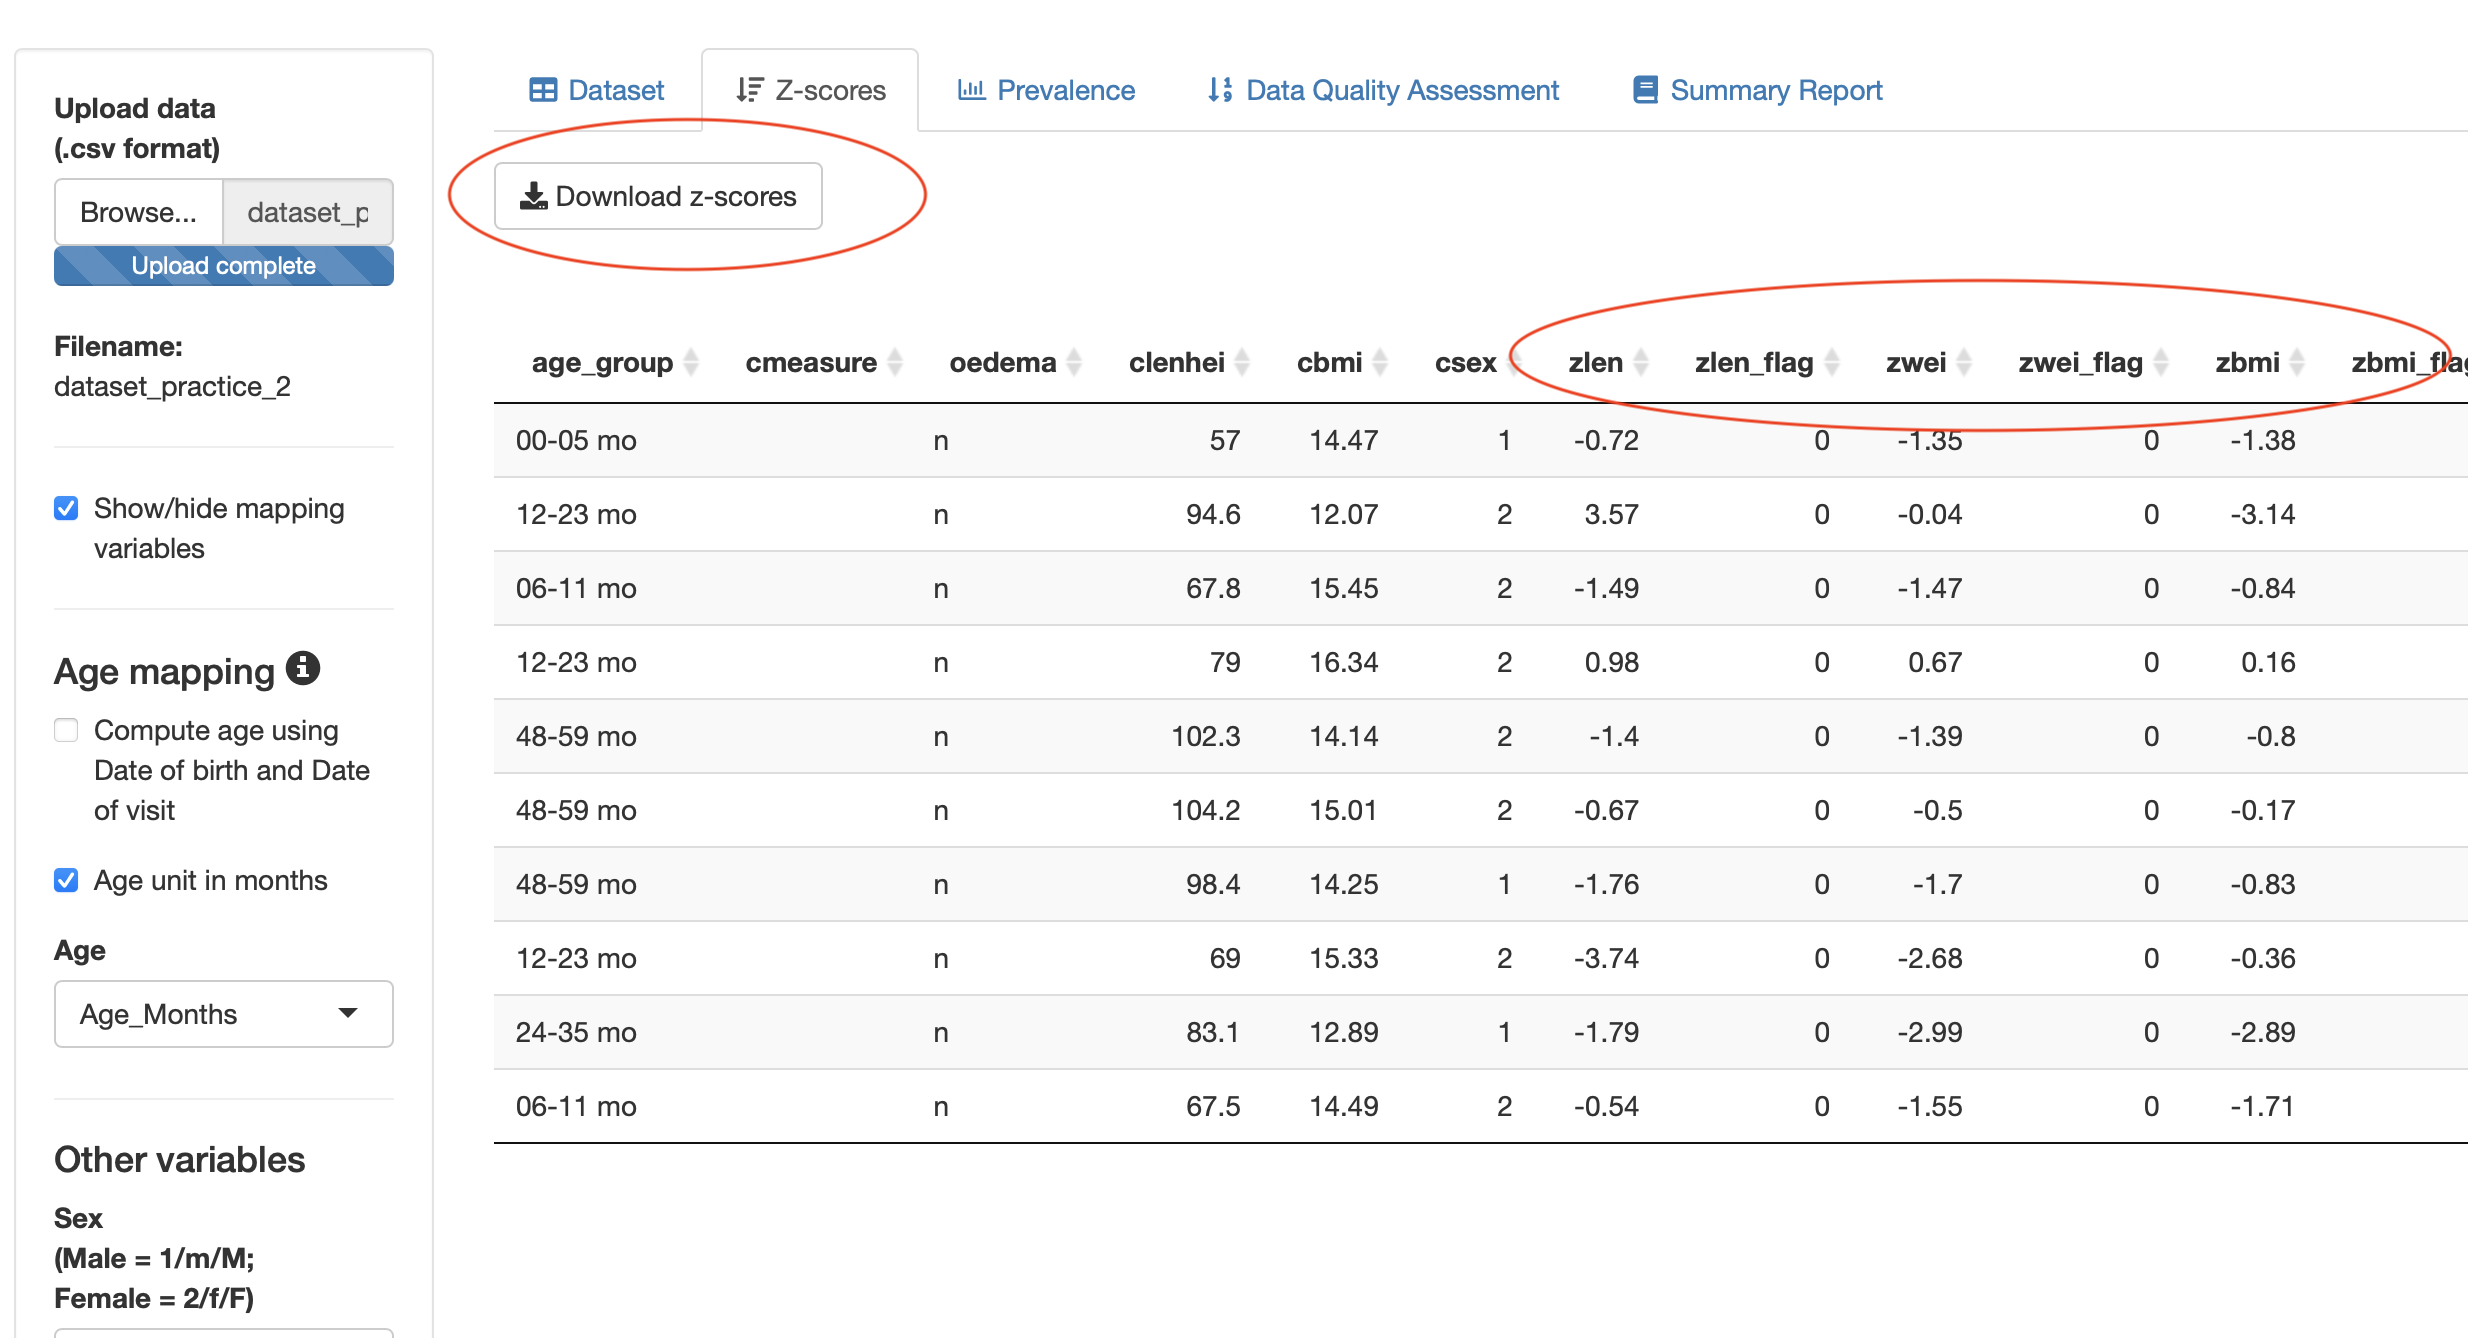 Upload data
(.csv format)
Browse... dataset_p
Upload complete
Filename:
dataset_practice_2
Show/hide mapping
variables
Age mapping
Compute age using
Date of birth and Date
of visit
Age unit in months
Age
Age_Months
Other variables
Sex
(Male = 1/m/M;
Female = 2/f/F)
Dataset Z-scores Prevalence Data Quality Assessment Summary Report
Download z-scores
age_group cmeasure oedema clenhei cbmi csex zlen zlen_flag zwei zwei_flag zbmi zbmi_flag
00-05 mo n 57 14.47 1 -0.72 0 -1.35 0 -1.38
12-23 mo n 94.6 12.07 2 3.57 0 -0.04 0 -3.14
06-11 mo n 67.8 15.45 2 -1.49 0 -1.47 0 -0.84
12-23 mo n 79 16.34 2 0.98 0 0.67 0 0.16
48-59 mo n 102.3 14.14 2 -1.4 0 -1.39 0 -0.8
48-59 mo n 104.2 15.01 2 -0.67 0 -0.5 0 -0.17
48-59 mo n 98.4 14.25 1 -1.76 0 -1.7 0 -0.83
12-23 mo n 69 15.33 2 -3.74 0 -2.68 0 -0.36
24-35 mo n 83.1 12.89 1 -1.79 0 -2.99 0 -2.89
06-11 mo n 67.5 14.49 2 -0.54 0 -1.55 0 -1.71